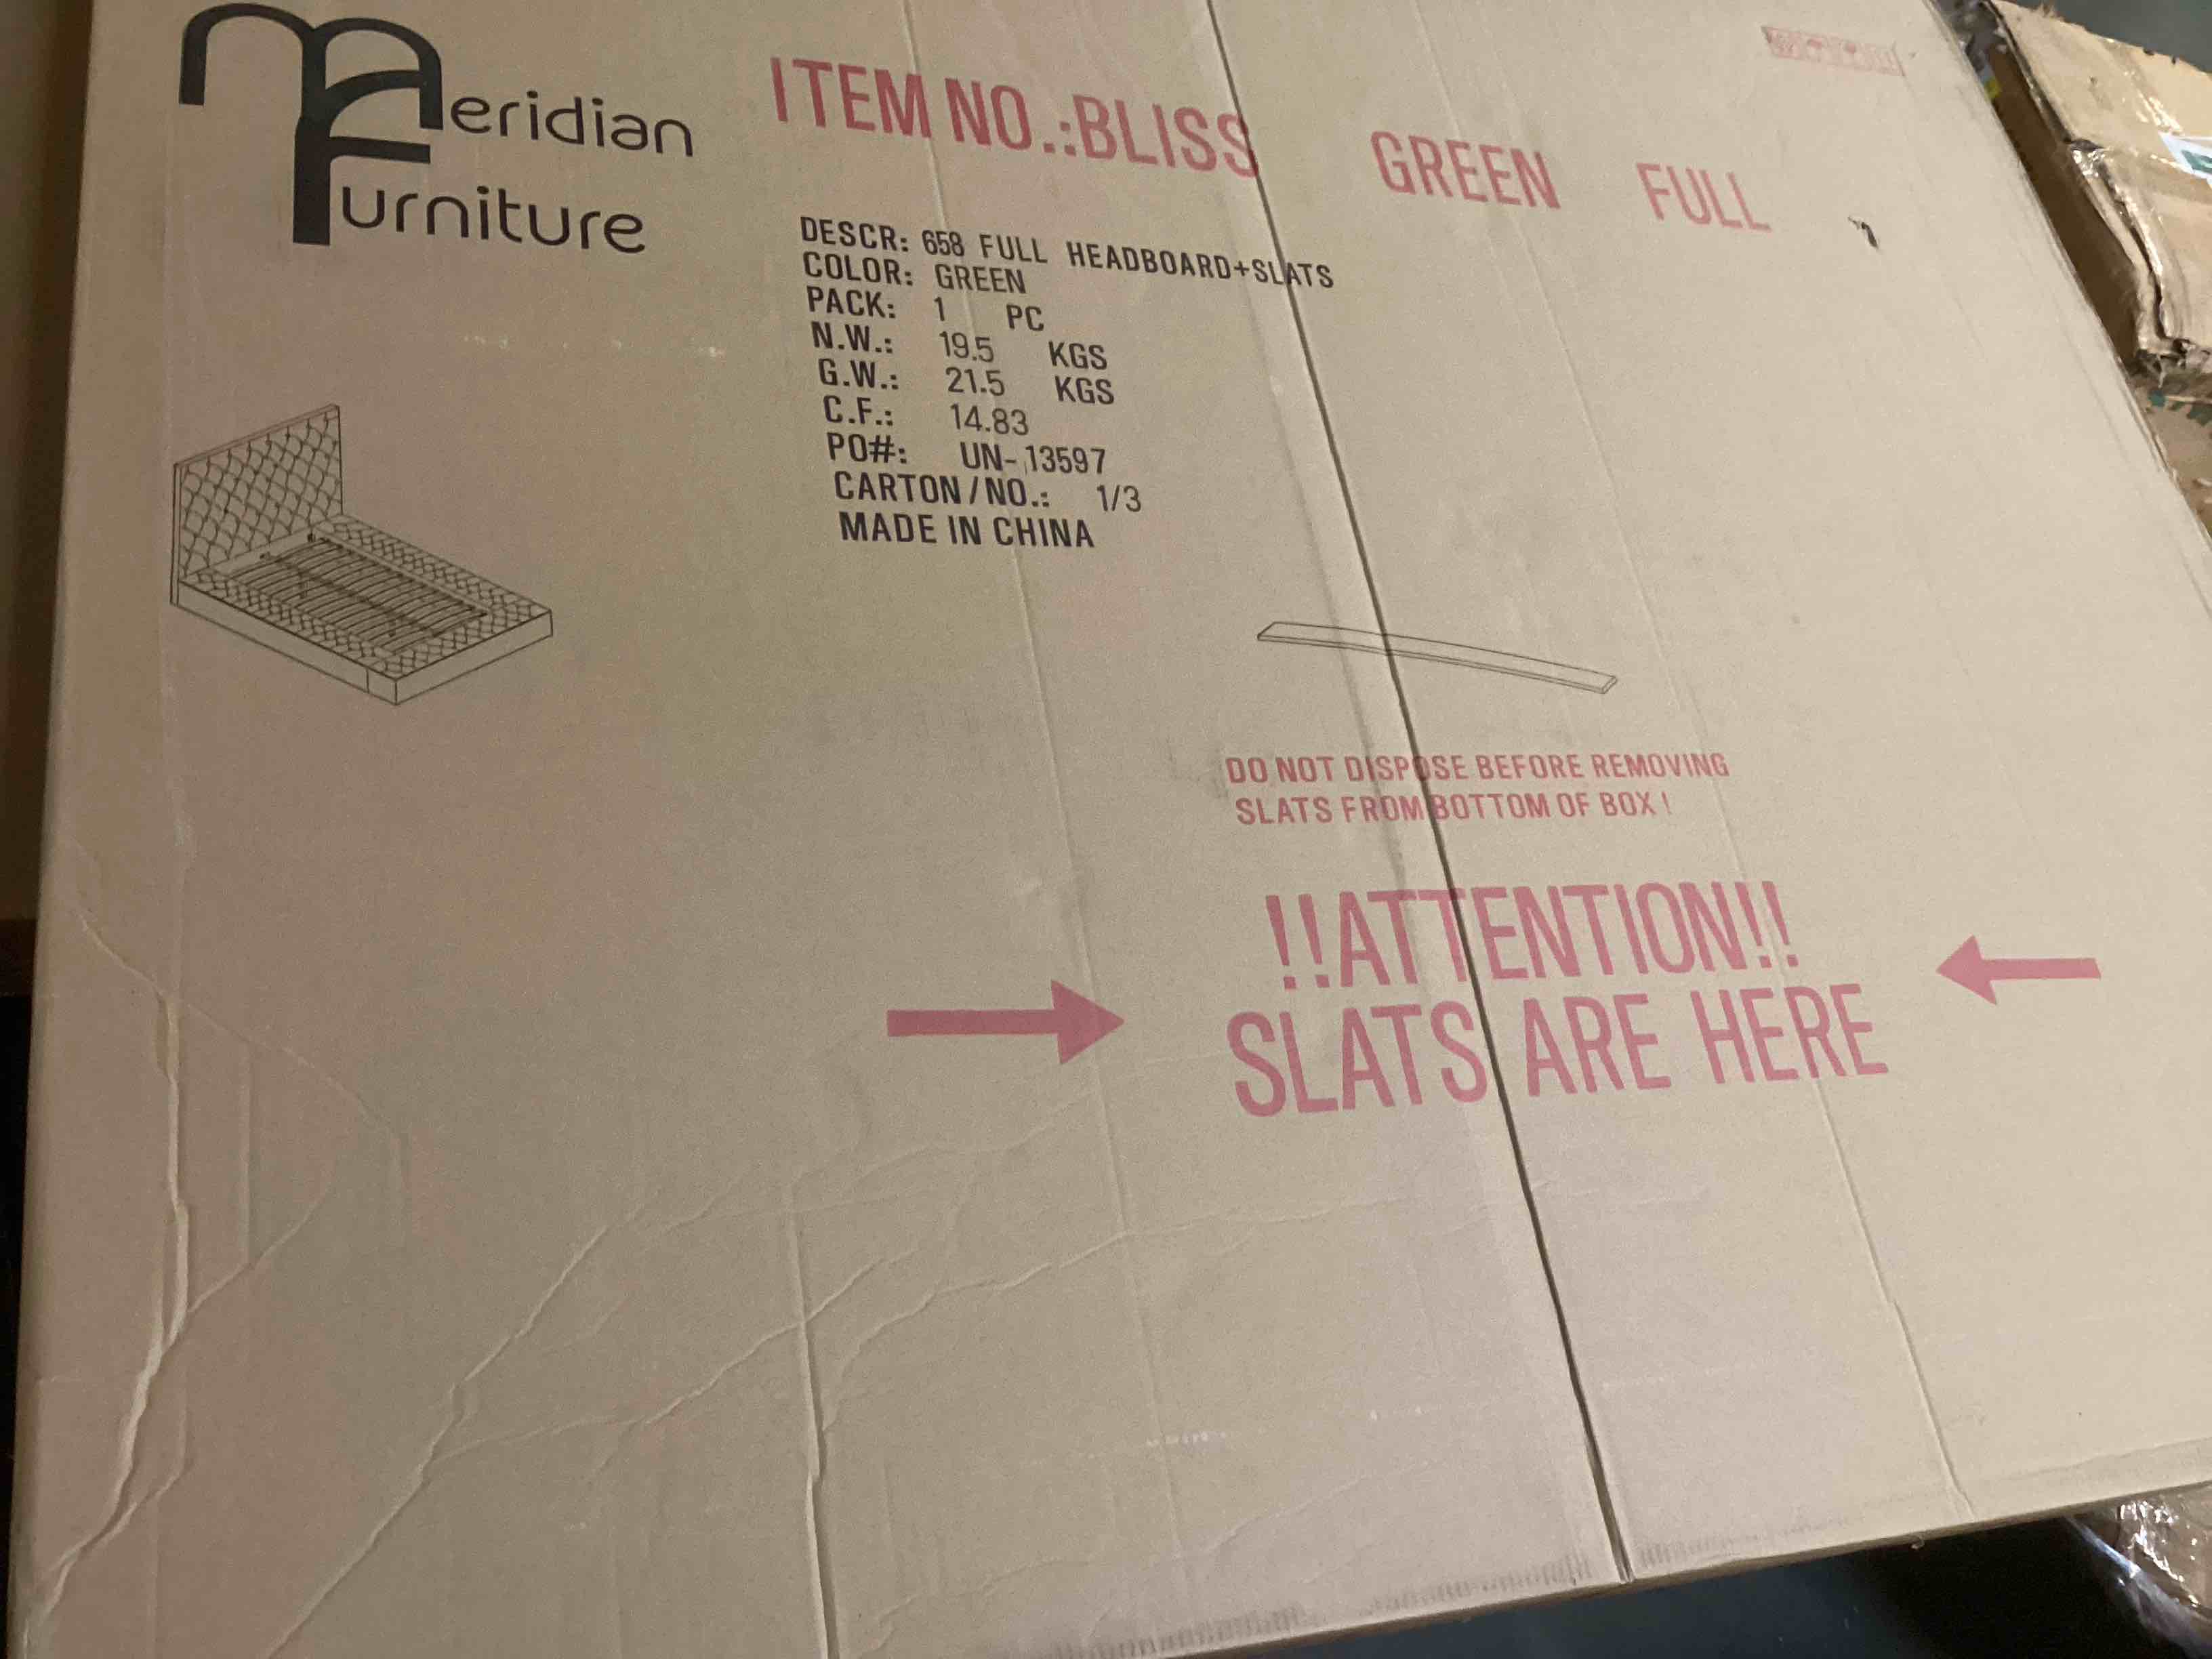 Meridian
Furniture
ITEM NO.:BLISS GREEN FULL
DESCR: 658 FULL HEADBOARD+SLATS
COLOR: GREEN
PACK: 1 PC
N.W.: 19.5 KGS
G.W.: 21.5 KGS
C.F.: 14.83
PO#: UN-13597
CARTON/NO.: 1/3
MADE IN CHINA
DO NOT DISPOSE BEFORE REMOVING
SLATS FROM BOTTOM OF BOX!
!!ATTENTION!!
SLATS ARE HERE